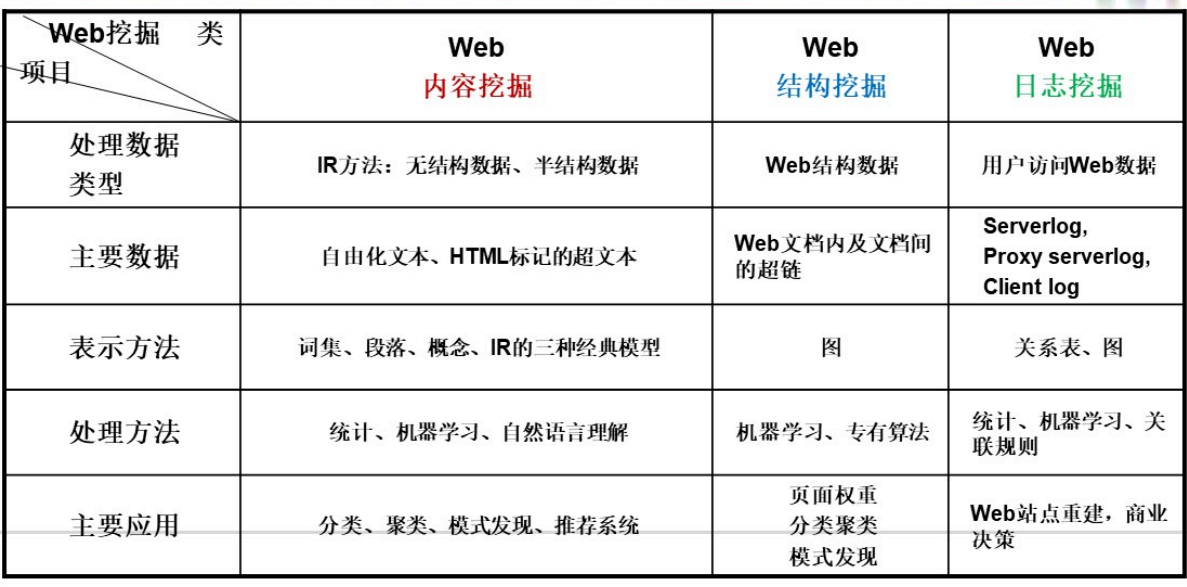 Web挖掘 类
项目
Web
内容挖掘
Web
结构挖掘
Web
日志挖掘
处理数据
类型
IR方法：无结构数据、半结构数据
Web结构数据
用户访问Web数据
主要数据
自由化文本、HTML标记的超文本
Web文档内及文档间
的超链
Serverlog,
Proxy serverlog,
Client log
表示方法
词集、段落、概念、IR的三种经典模型
图
关系表、图
处理方法
统计、机器学习、自然语言理解
机器学习、专有算法
统计、机器学习、关
联规则
主要应用
分类、聚类、模式发现、推荐系统
页面权重
分类聚类
模式发现
Web站点重建，商业
决策